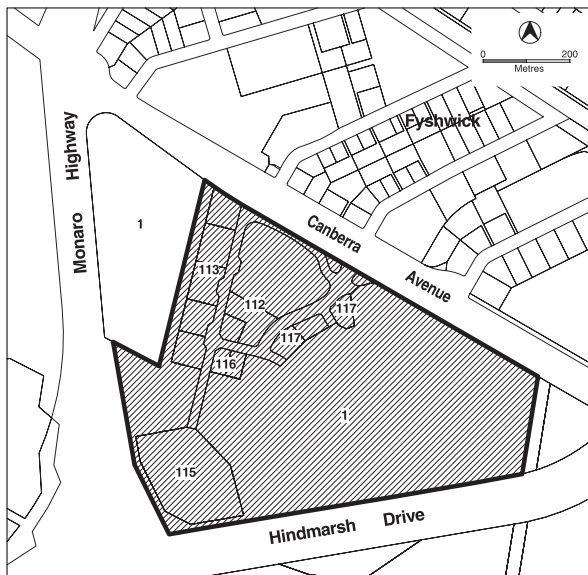 0 200
Metres
Fyshwick
Monaro Highway
1
Canberra Avenue
113
112
117
117
116
1
115
Hindmarsh Drive